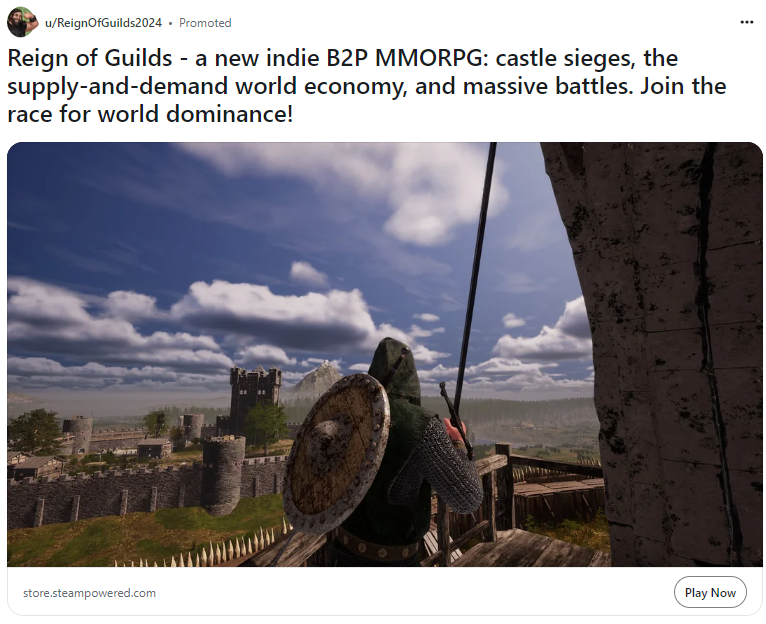 u/ReignOfGuilds2024 • Promoted
Reign of Guilds - a new indie B2P MMORPG: castle sieges, the
supply-and-demand world economy, and massive battles. Join the
race for world dominance!
store.steampowered.com
Play Now